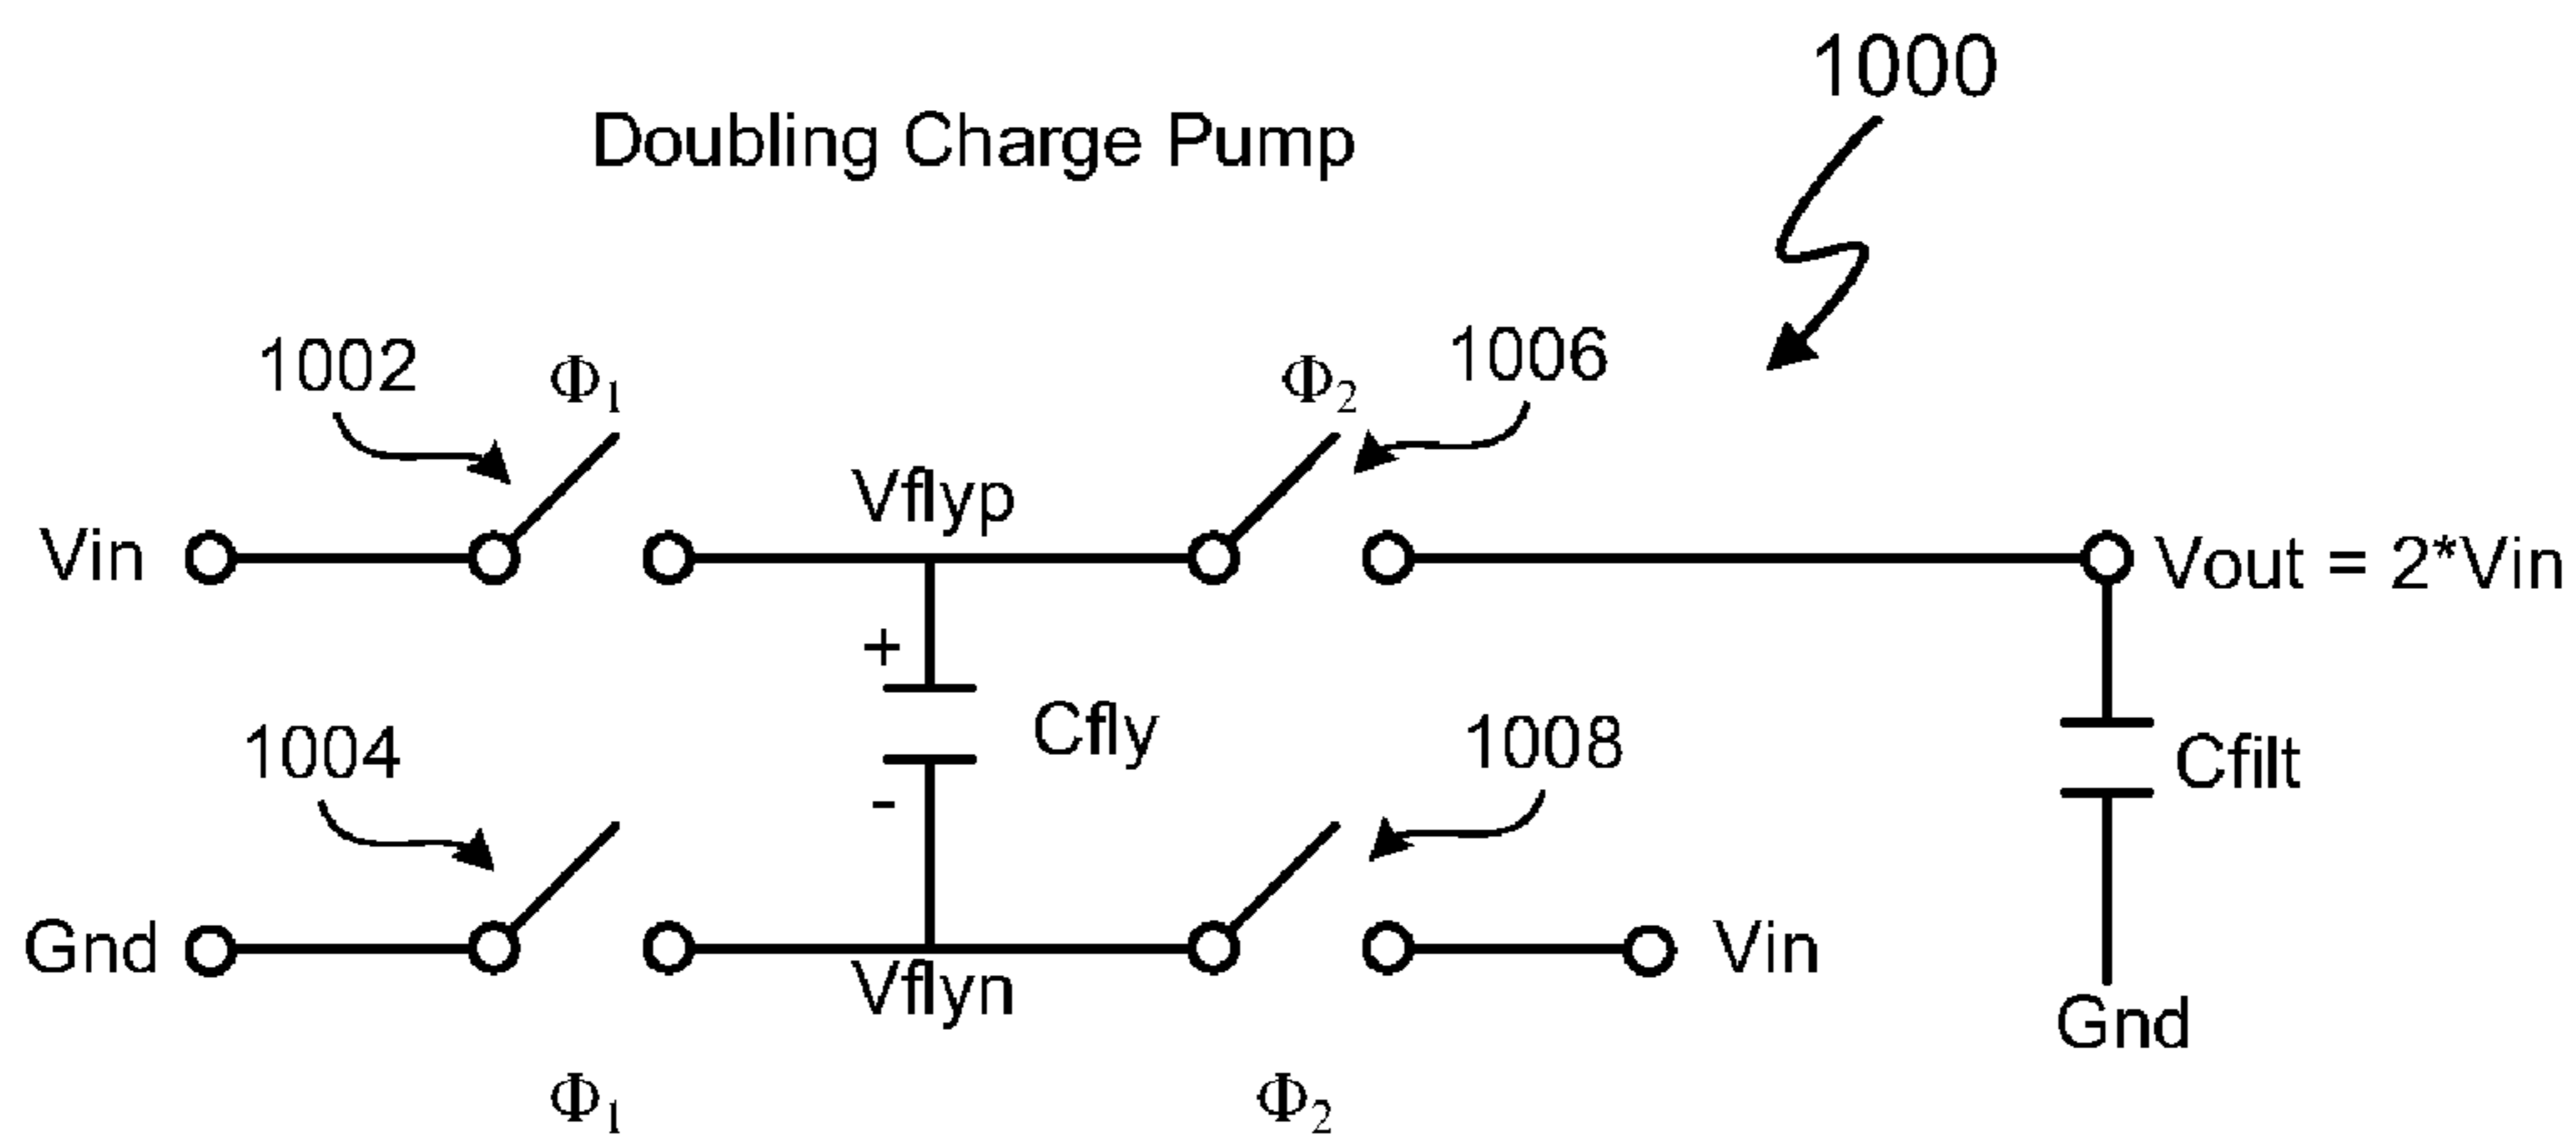 1000
Doubling Charge Pump
1002 Φ1 Φ2 1006
Vflyp
Vin Vout = 2*Vin
+
Cfly
1004 1008 Cfilt
-
Gnd Vin
Vflyn
Gnd
Φ1 Φ2